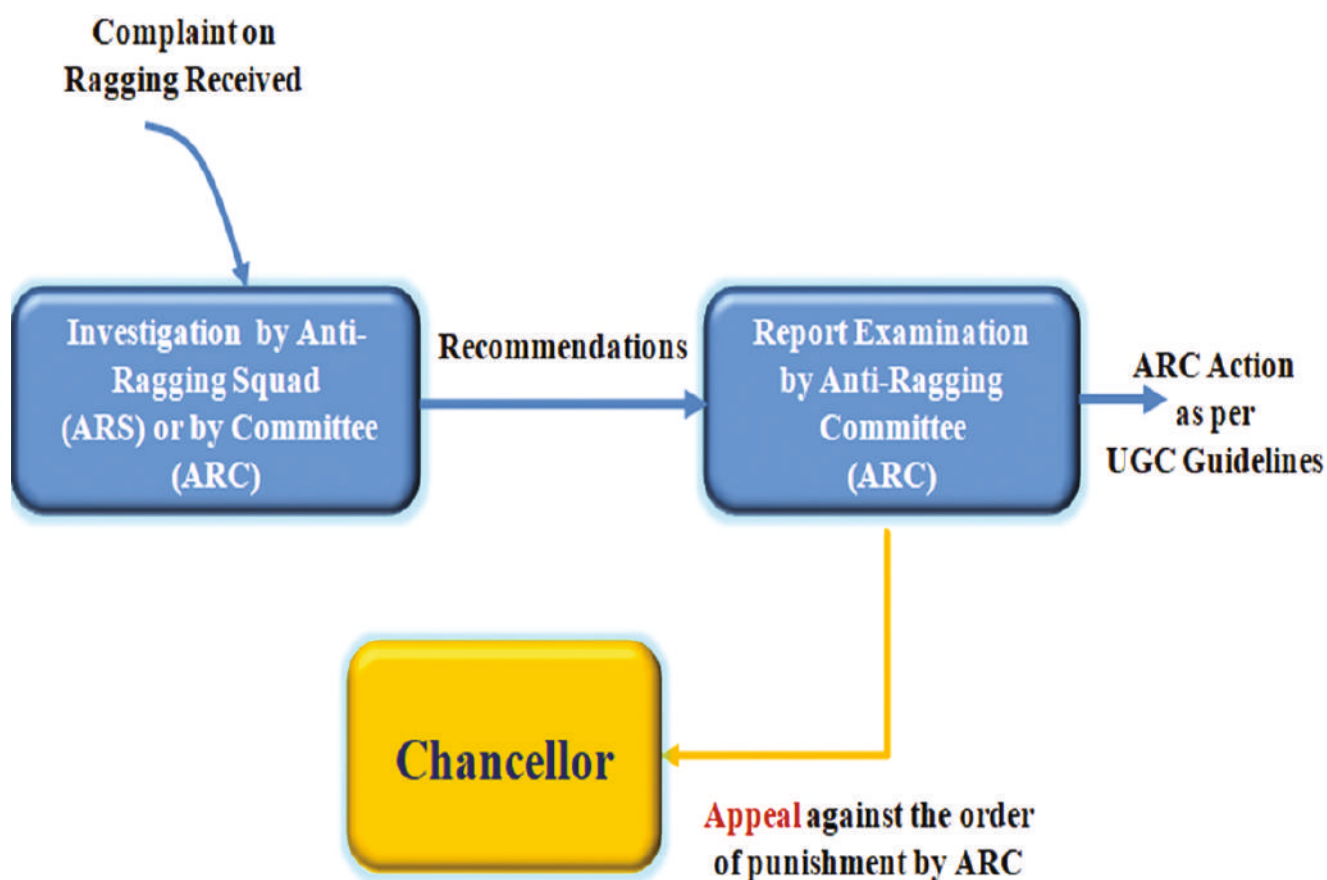 Complaint on
Ragging Received
Investigation by Anti-
Ragging Squad
(ARS) or by Committee
(ARC)
Recommendations
Report Examination
by Anti-Ragging
Committee
(ARC)
ARC Action
as per
UGC Guidelines
Chancellor
Appeal against the order
of punishment by ARC